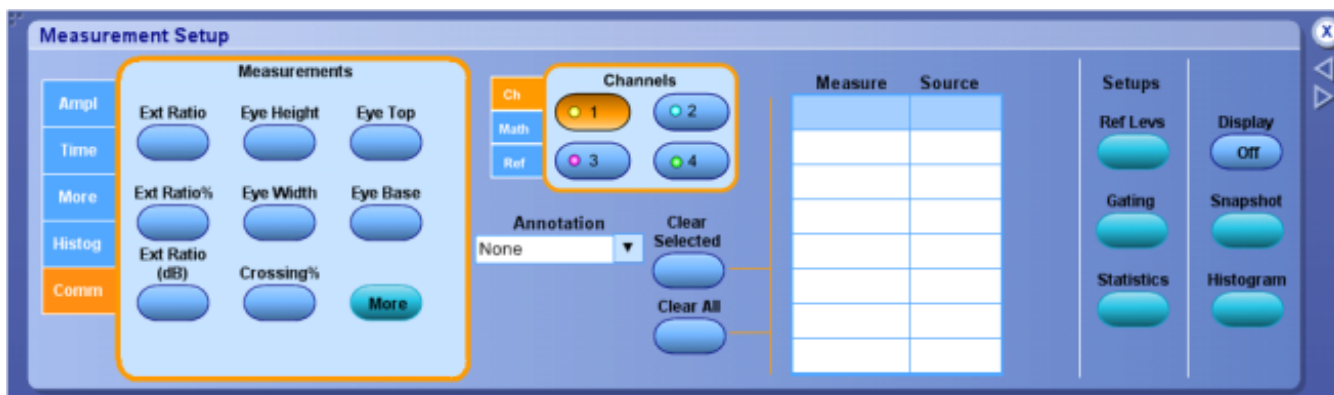 Measurement Setup
X
Ampl
Time
More
Histog
Comm
Measurements
Ext Ratio
Eye Height
Eye Top
Ext Ratio%
Eye Width
Eye Base
Ext Ratio
(dB)
Crossing%
More
Ch
Math
Ref
Channels
1
2
3
4
Annotation
None
Clear
Selected
Clear All
Measure
Source
Setups
Ref Levs
Gating
Statistics
Display
Off
Snapshot
Histogram